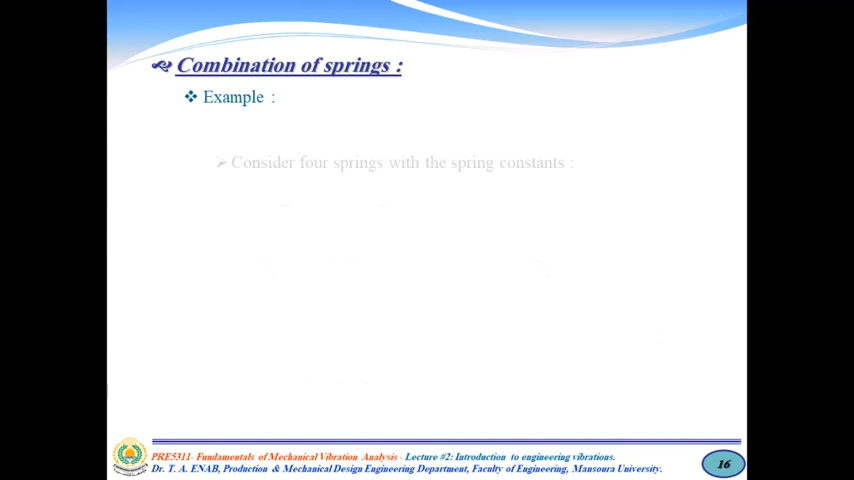 Combination of springs :
Example :
Consider four springs with the spring constants :
PRE5311- Fundamentals of Mechanical Vibration Analysis - Lecture #2: Introduction to engineering vibrations.
Dr. T. A. ENAB, Production & Mechanical Design Engineering Department, Faculty of Engineering, Mansoura University.
16